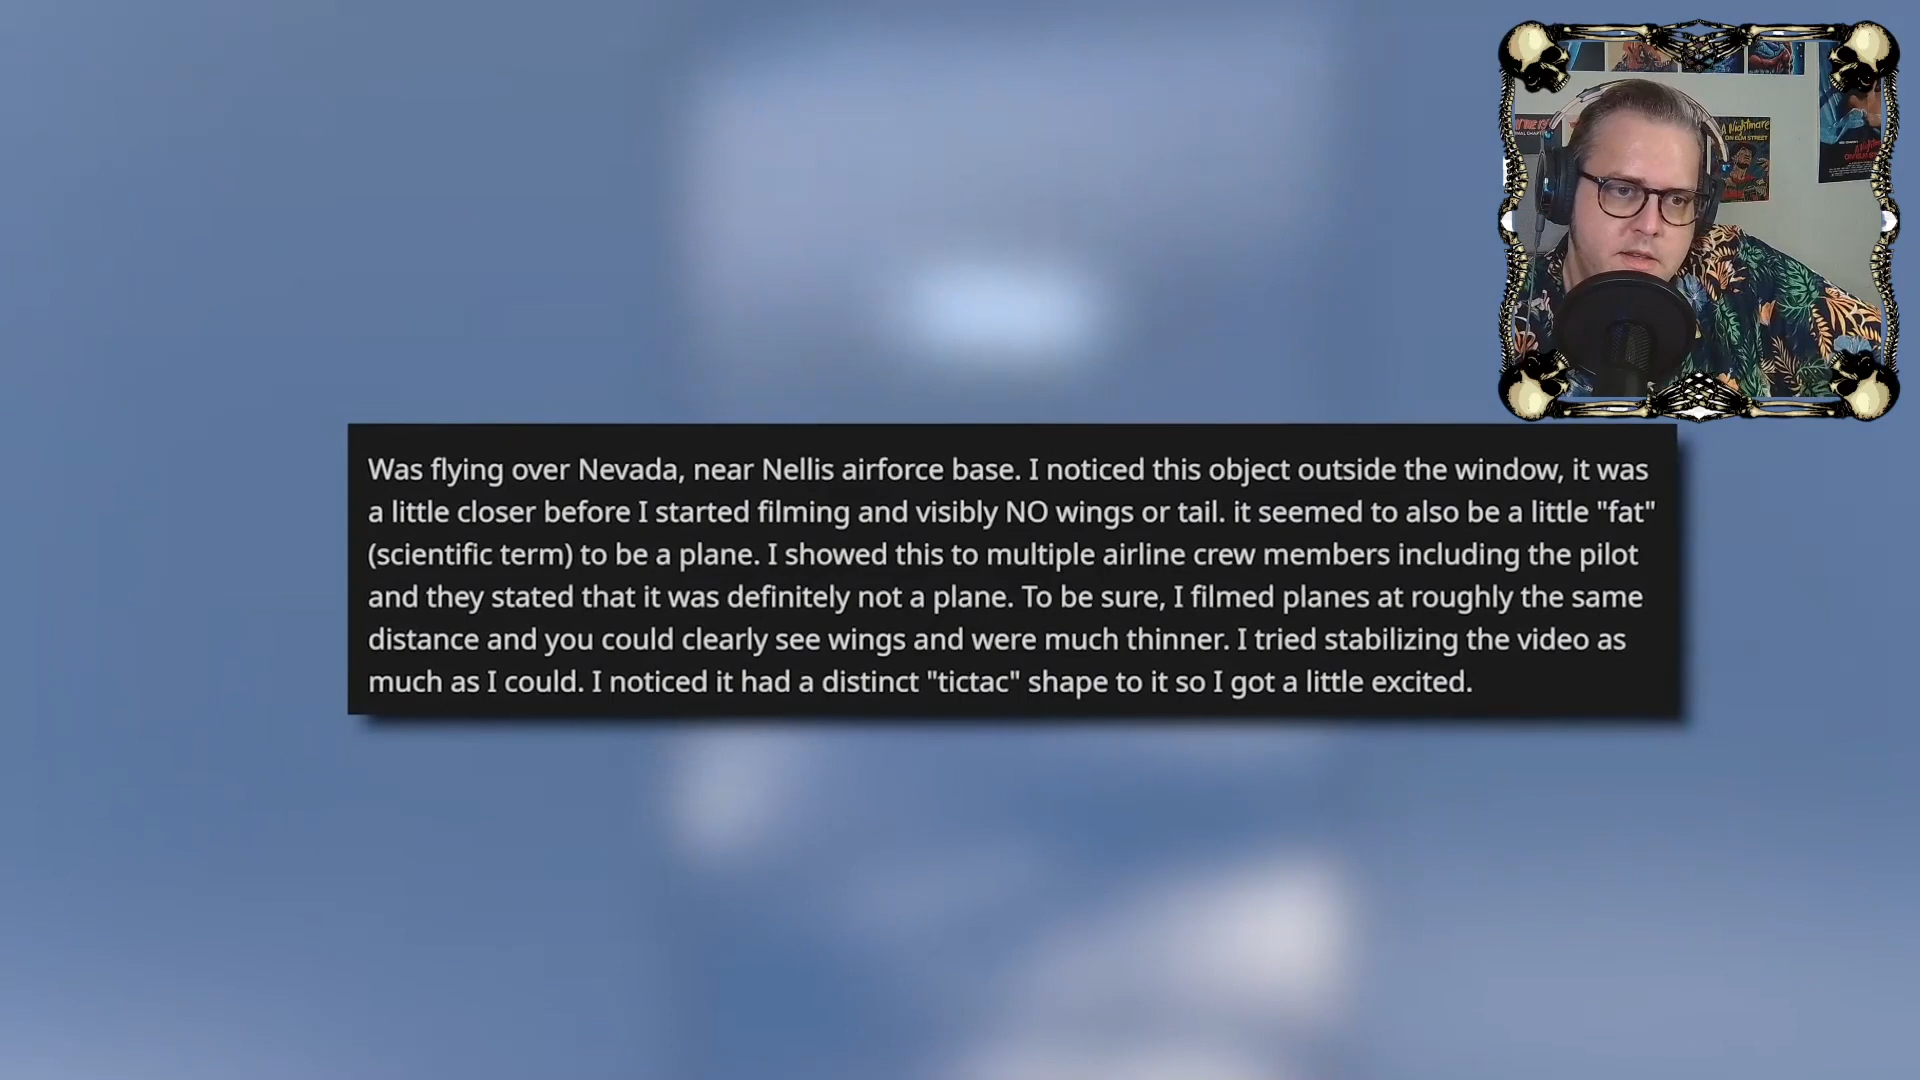 Was flying over Nevada, near Nellis airforce base. I noticed this object outside the window, it was
a little closer before I started filming and visibly NO wings or tail. it seemed to also be a little "fat"
(scientific term) to be a plane. I showed this to multiple airline crew members including the pilot
and they stated that it was definitely not a plane. To be sure, I filmed planes at roughly the same
distance and you could clearly see wings and were much thinner. I tried stabilizing the video as
much as I could. I noticed it had a distinct "tictac" shape to it so I got a little excited.
A Nightmare
ON ELM STREET